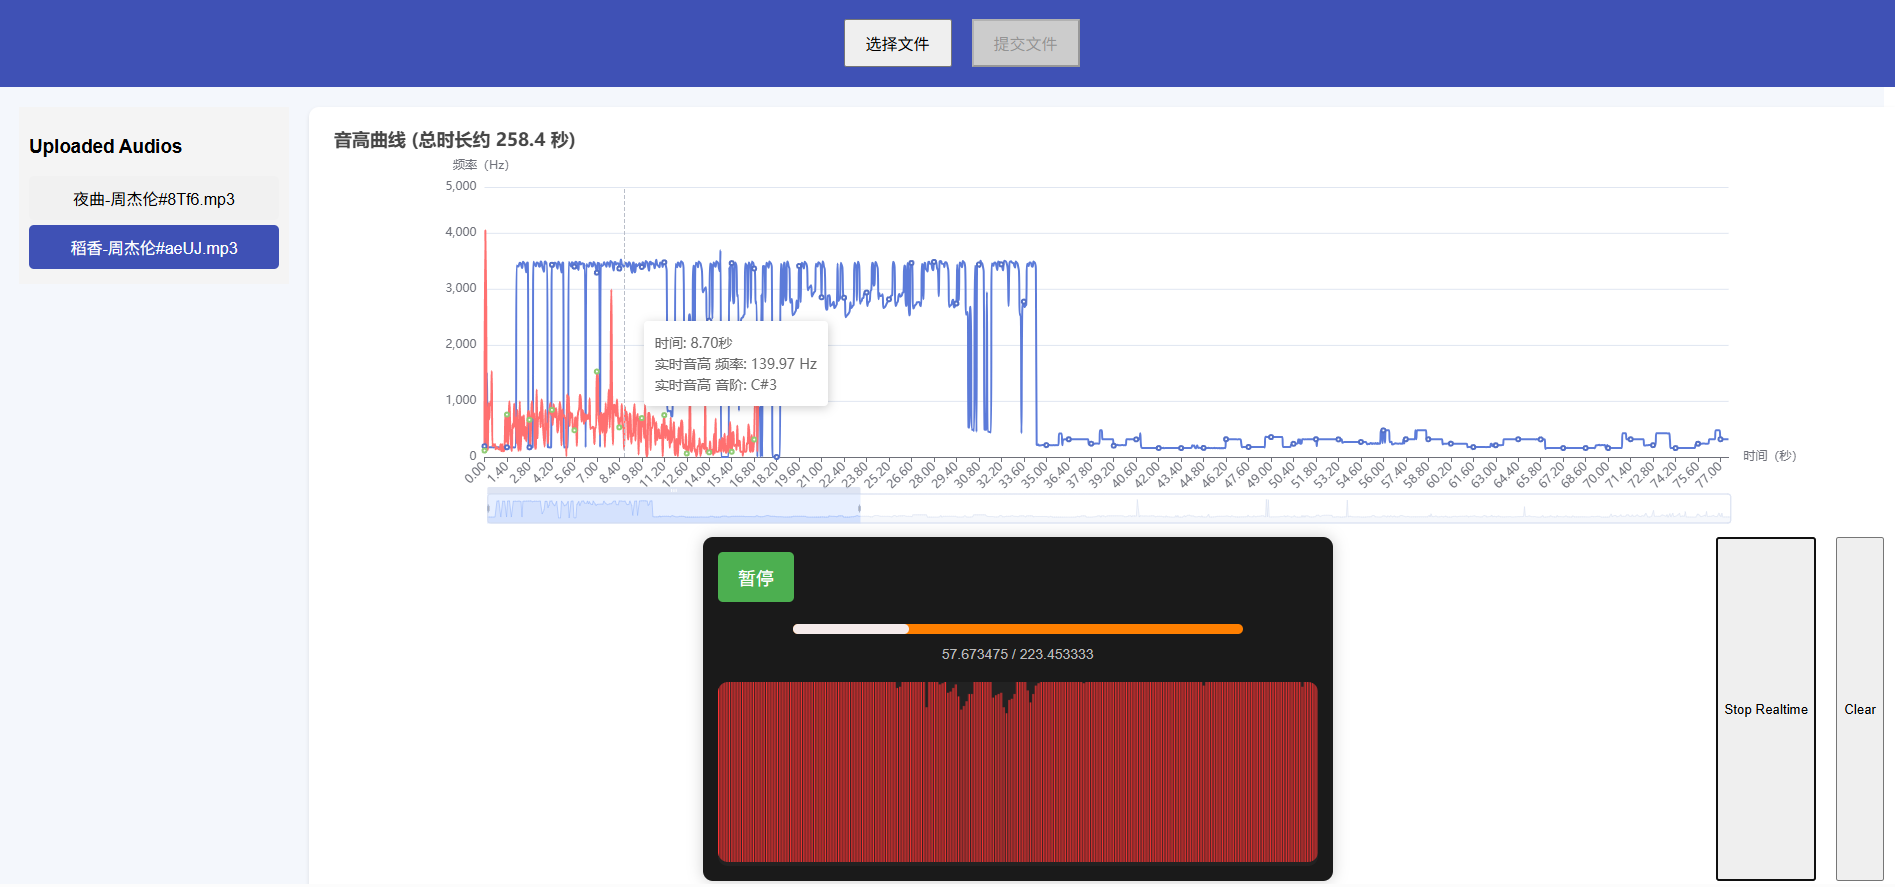 选择文件
提交文件
Uploaded Audios
夜曲-周杰伦#8Tf6.mp3
稻香-周杰伦#aeUJ.mp3
音高曲线 (总时长约 258.4 秒)
频率（Hz)
5,000
4,000
3,000
2,000
1,000
0
时间: 8.70秒
实时音高 频率: 139.97 Hz
实时音高 音阶: C#3
0.00 1.40 2.80 4.20 5.60 7.00 8.40 9.80 11.20 12.60 14.00 15.40 16.80 18.20 19.60 21.00 22.40 23.80 25.20 26.60 28.00 29.40 30.80 32.20 33.60 35.00 36.40 37.80 39.20 40.60 42.00 43.40 44.80 46.20 47.60 49.00 50.40 51.80 53.20 54.60 56.00 57.40 58.80 60.20 61.60 63.00 64.40 65.80 67.20 68.60 70.00 71.40 72.80 74.20 75.60 77.00
时间（秒）
暂停
57.673475 / 223.453333
Stop Realtime
Clear